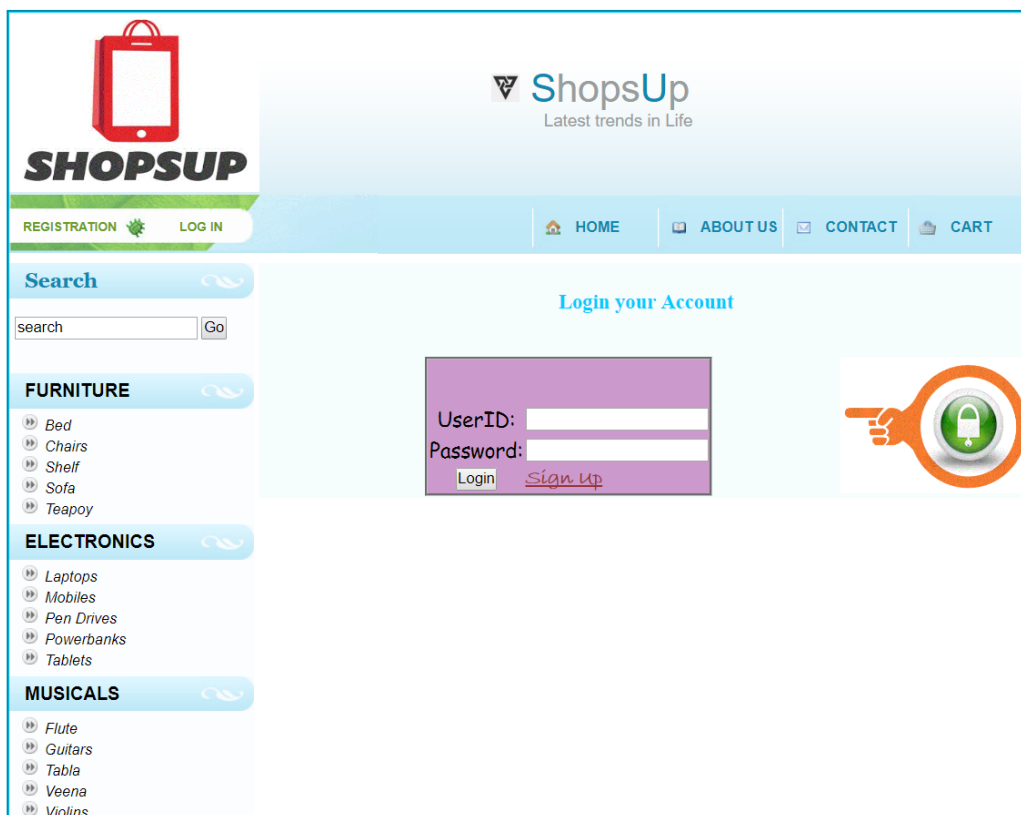 SHOPSUP
ShopsUp
Latest trends in Life
REGISTRATION LOG IN
HOME ABOUT US CONTACT CART
Search
search Go
FURNITURE
Bed
Chairs
Shelf
Sofa
Teapoy
ELECTRONICS
Laptops
Mobiles
Pen Drives
Powerbanks
Tablets
MUSICALS
Flute
Guitars
Tabla
Veena
Violins
Login your Account
UserID:
Password:
Login Sign Up